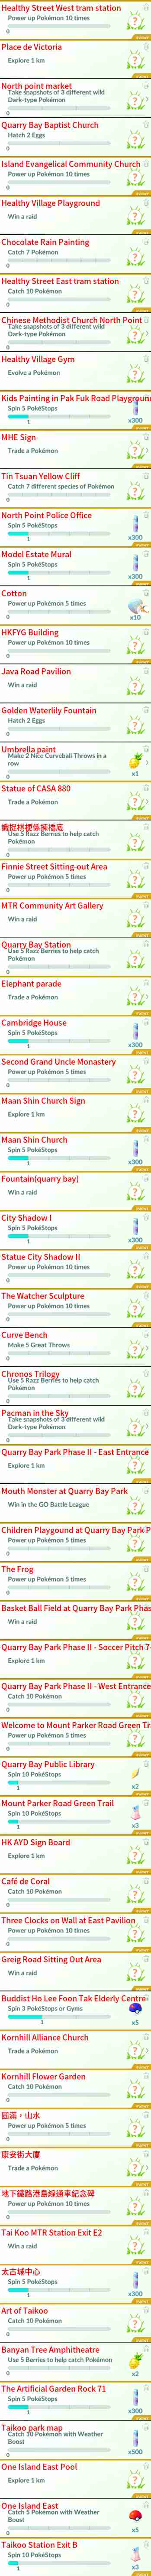 Healthy Street West tram station
Power up Pokémon 10 times
0
Place de Victoria
Explore 1 km
North point market
Take snapshots of 3 different wild
Dark-type Pokémon
0
Quarry Bay Baptist Church
Hatch 2 Eggs
0
Island Evangelical Community Church
Power up Pokémon 10 times
0
Healthy Village Playground
Win a raid
Chocolate Rain Painting
Catch 7 Pokémon
0
Healthy Street East tram station
Catch 10 Pokémon
0
Chinese Methodist Church North Point
Take snapshots of 3 different wild
Dark-type Pokémon
0
Healthy Village Gym
Evolve a Pokémon
Kids Painting in Pak Fuk Road Playground
Spin 5 PokéStops
1
x300
MHE Sign
Trade a Pokémon
Tin Tsuan Yellow Cliff
Catch 7 different species of Pokémon
0
North Point Police Office
Spin 5 PokéStops
1
x300
Model Estate Mural
Spin 5 PokéStops
1
x300
Cotton
Power up Pokémon 5 times
0
x10
HKFYG Building
Power up Pokémon 10 times
0
Java Road Pavilion
Win a raid
Golden Waterlily Fountain
Hatch 2 Eggs
0
Umbrella paint
Make 2 Nice Curveball Throws in a
row
0
x1
Statue of CASA 880
Trade a Pokémon
Use 5 Razz Berries to help catch
Pokémon
0
Finnie Street Sitting-out Area
Power up Pokémon 5 times
0
MTR Community Art Gallery
Win a raid
Quarry Bay Station
Use 5 Razz Berries to help catch
Pokémon
0
Elephant parade
Trade a Pokémon
Cambridge House
Spin 5 PokéStops
1
x300
Second Grand Uncle Monastery
Power up Pokémon 5 times
0
Maan Shin Church Sign
Explore 1 km
Maan Shin Church
Spin 5 PokéStops
1
x300
Fountain(quarry bay)
Win a raid
City Shadow I
Spin 5 PokéStops
1
x300
Statue City Shadow II
Power up Pokémon 10 times
0
The Watcher Sculpture
Power up Pokémon 10 times
0
Curve Bench
Make 5 Great Throws
0
Chronos Trilogy
Use 5 Razz Berries to help catch
Pokémon
0
Pacman in the Sky
Take snapshots of 3 different wild
Dark-type Pokémon
0
Quarry Bay Park Phase II - East Entrance
Explore 1 km
Mouth Monster at Quarry Bay Park
Win in the GO Battle League
Children Playgound at Quarry Bay Park P
Power up Pokémon 5 times
0
The Frog
Power up Pokémon 5 times
0
Basket Ball Field at Quarry Bay Park Phas
Win a raid
Quarry Bay Park Phase II - Soccer Pitch 7-
Explore 1 km
Quarry Bay Park Phase II - West Entrance
Catch 10 Pokémon
0
Welcome to Mount Parker Road Green Tr
Power up Pokémon 5 times
0
Quarry Bay Public Library
Spin 10 PokéStops
1
x2
Mount Parker Road Green Trail
Spin 10 PokéStops
1
x3
HK AYD Sign Board
Explore 1 km
Café de Coral
Catch 10 Pokémon
0
Three Clocks on Wall at East Pavilion
Power up Pokémon 10 times
0
Greig Road Sitting Out Area
Win a raid
Buddist Ho Lee Foon Tak Elderly Centre
Spin 3 PokéStops or Gyms
1
x5
Kornhill Alliance Church
Trade a Pokémon
Kornhill Flower Garden
Catch 10 Pokémon
0
圓滿，山水
Power up Pokémon 5 times
0
康安街大廈
Trade a Pokémon
地下鐵路港島線通車紀念碑
Power up Pokémon 10 times
0
Tai Koo MTR Station Exit E2
Win a raid
太古城中心
Spin 5 PokéStops
1
x300
Art of Taikoo
Catch 10 Pokémon
0
Banyan Tree Amphitheatre
Use 5 Berries to help catch Pokémon
0
x2
The Artificial Garden Rock 71
Spin 5 PokéStops
1
x300
Taikoo park map
Catch 10 Pokémon with Weather
Boost
0
x500
One Island East Pool
Explore 1 km
One Island East
Catch 5 Pokémon with Weather
Boost
0
x5
Taikoo Station Exit B
Spin 10 PokéStops
1
x3